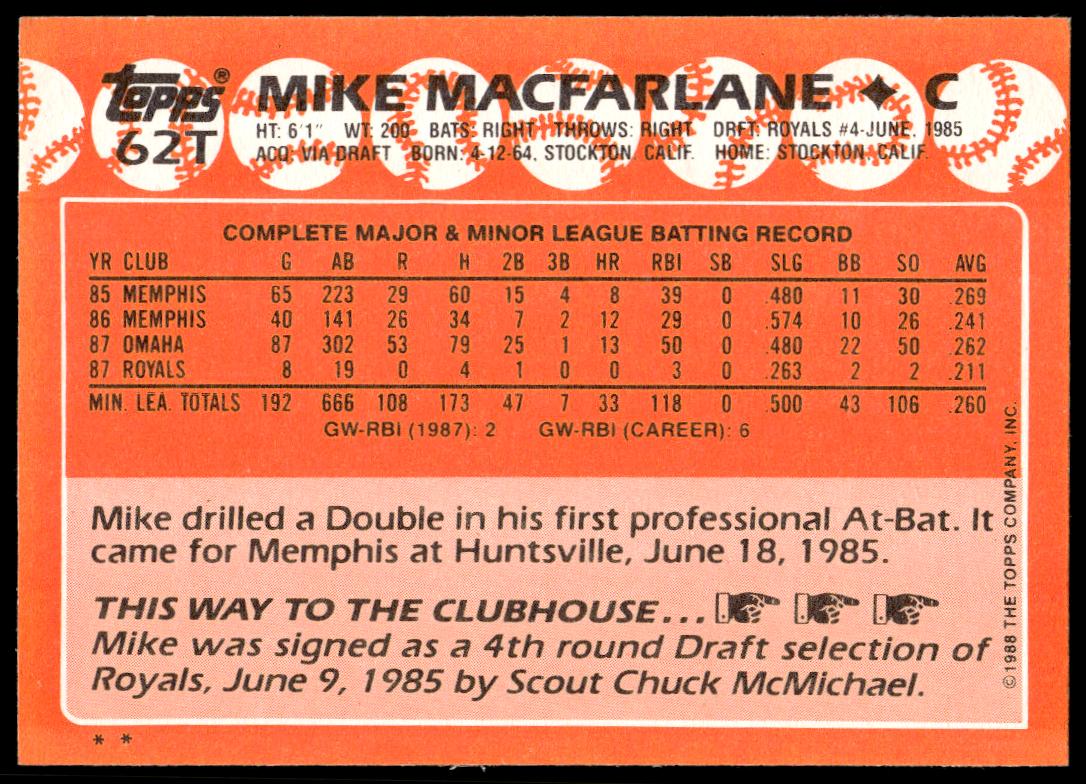 topps® MIKE MACFARLANE ◆ C
62T
HT: 6'1" WT: 200 BATS: RIGHT THROWS: RIGHT DRFT: ROYALS #4-JUNE, 1985
ACQ: VIA DRAFT BORN: 4-12-64, STOCKTON, CALIF. HOME: STOCKTON, CALIF.
COMPLETE MAJOR & MINOR LEAGUE BATTING RECORD
YR CLUB G AB R H 2B 3B HR RBI SB SLG BB SO AVG
85 MEMPHIS 65 223 29 60 15 4 8 39 0 .480 11 30 .269
86 MEMPHIS 40 141 26 34 7 2 12 29 0 .574 10 26 .241
87 OMAHA 87 302 53 79 25 1 13 50 0 .480 22 50 .262
87 ROYALS 8 19 0 4 1 0 0 3 0 .263 2 2 .211
MIN. LEA. TOTALS 192 666 108 173 47 7 33 118 0 .500 43 106 .260
GW-RBI (1987): 2 GW-RBI (CAREER): 6
Mike drilled a Double in his first professional At-Bat. It
came for Memphis at Huntsville, June 18, 1985.
THIS WAY TO THE CLUBHOUSE...
Mike was signed as a 4th round Draft selection of
Royals, June 9, 1985 by Scout Chuck McMichael.
© 1988 THE TOPPS COMPANY, INC.
* *